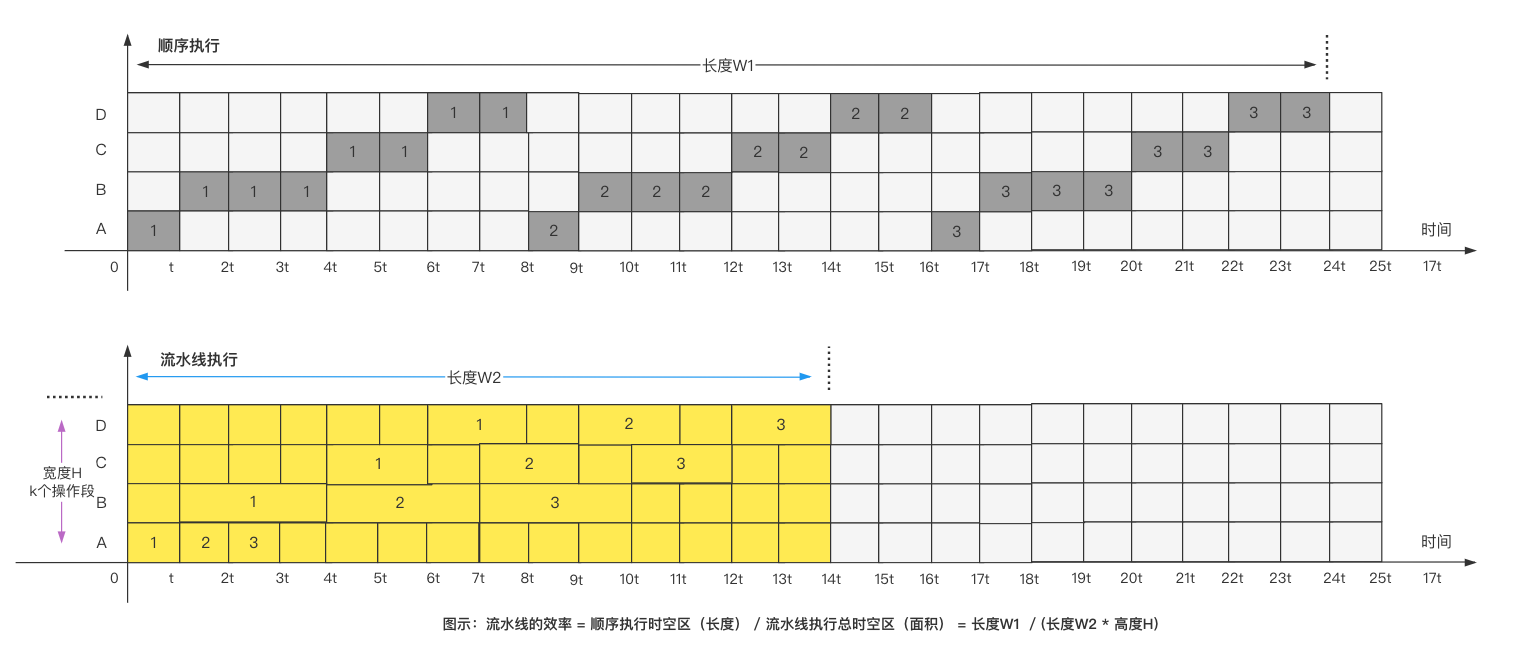 顺序执行
长度W1
D 1 1 2 2 3 3
C 1 1 2 2 3 3
B 1 1 1 2 2 2 3 3 3
A 1 2 3 时间
0 t 2t 3t 4t 5t 6t 7t 8t 9t 10t 11t 12t 13t 14t 15t 16t 17t 18t 19t 20t 21t 22t 23t 24t 25t 17t
流水线执行
长度W2
D 1 2 3
C 1 2 3
宽度H
k个操作段
B 1 2 3
A 1 2 3 时间
0 t 2t 3t 4t 5t 6t 7t 8t 9t 10t 11t 12t 13t 14t 15t 16t 17t 18t 19t 20t 21t 22t 23t 24t 25t 17t
图示：流水线的效率 = 顺序执行时空区（长度） / 流水线执行总时空区（面积） = 长度W1 / (长度W2 * 高度H)